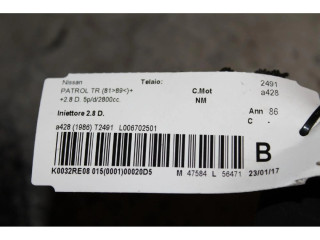 Nissan Telaio: 2491
PATROL TR (81>89<)+ C.Mot a428
+2.8 D. 5p/d/2800cc. NM
Iniettore 2.8 D. Ann 86
a428 (1986) T2491 L006702501 C -
B
K0032RE08 015(0001)00020D5 M 47584 L 56471 23/01/17